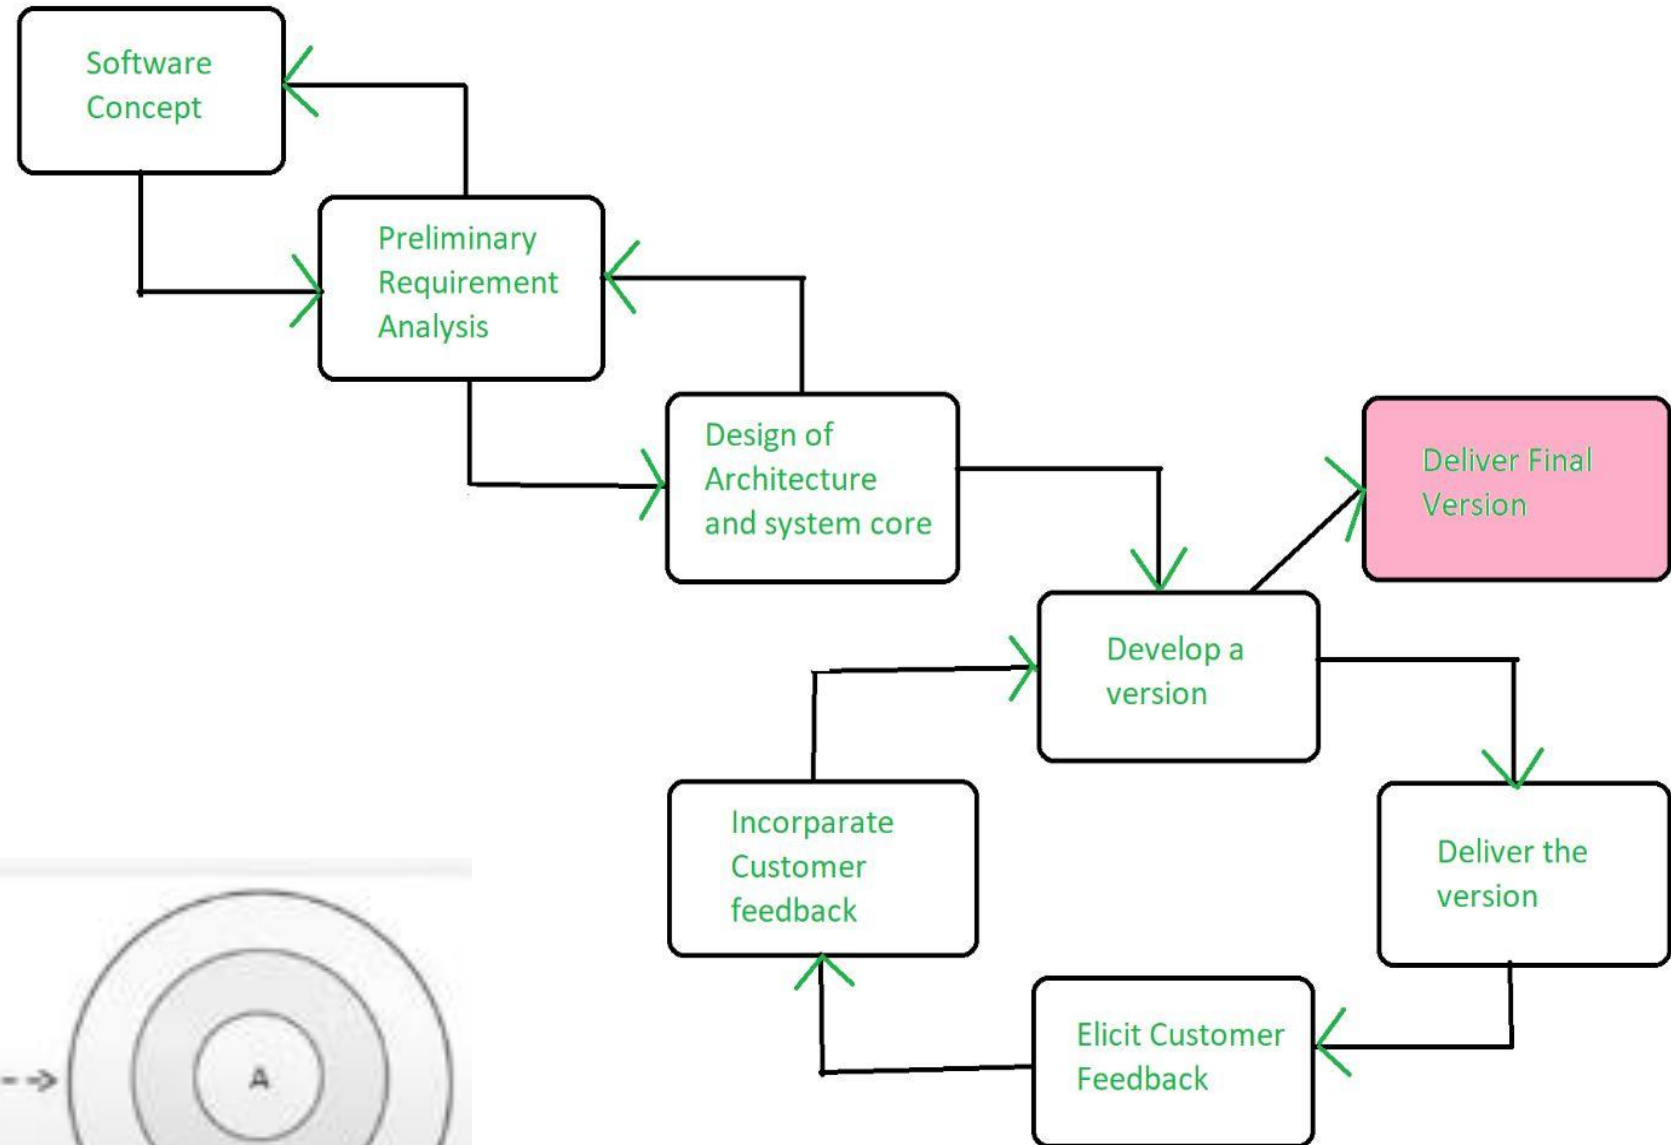 Software
Concept
Preliminary
Requirement
Analysis
Design of
Architecture
and system core
Deliver Final
Version
Develop a
version
Incorparate
Customer
feedback
Deliver the
version
Elicit Customer
Feedback
A